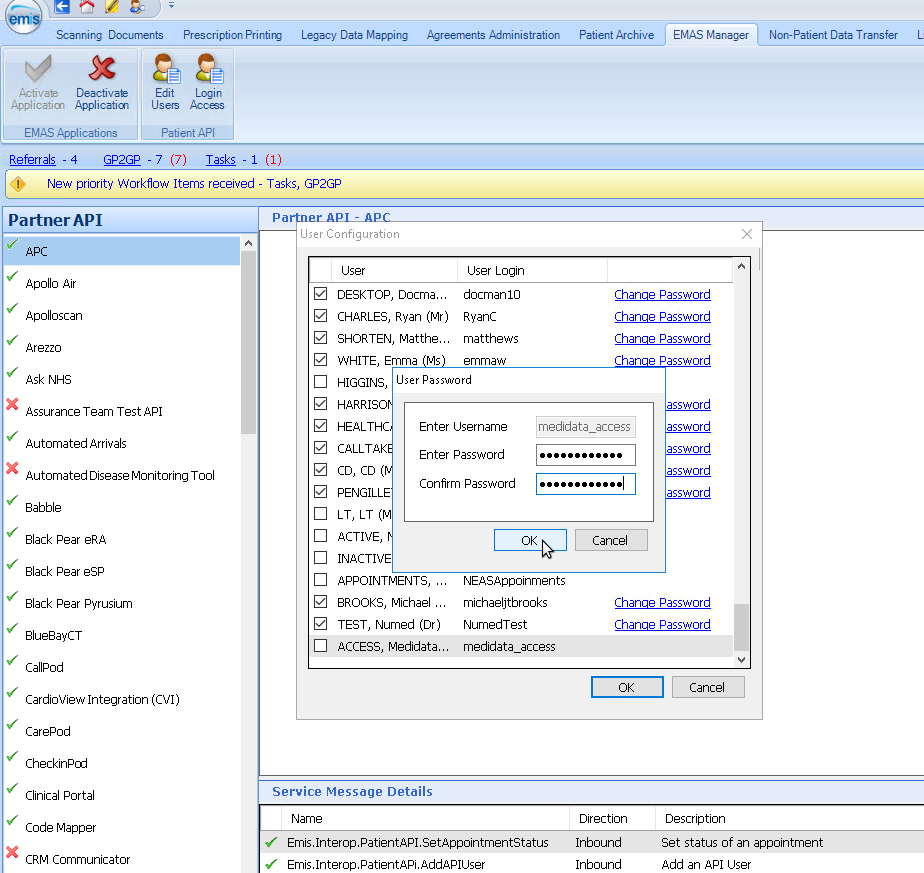 emis
Scanning Documents Prescription Printing Legacy Data Mapping Agreements Administration Patient Archive EMAS Manager Non-Patient Data Transfer L
Activate Application
Deactivate Application
Edit Users
Login Access
EMAS Applications
Patient API
Referrals - 4 GP2GP - 7 (7) Tasks - 1 (1)
New priority Workflow Items received - Tasks, GP2GP
Partner API
APC
Apollo Air
Apolloscan
Arezzo
Ask NHS
Assurance Team Test API
Automated Arrivals
Automated Disease Monitoring Tool
Babble
Black Pear eRA
Black Pear eSP
Black Pear Pyrusium
BlueBayCT
CallPod
CardioView Integration (CVI)
CarePod
CheckinPod
Clinical Portal
Code Mapper
CRM Communicator
Partner API - APC
User Configuration
User User Login
DESKTOP, Docma... docman10 Change Password
CHARLES, Ryan (Mr) RyanC Change Password
SHORTEN, Matthe... matthews Change Password
WHITE, Emma (Ms) emmaw Change Password
HIGGINS,
HARRISON assword
HEALTHCA assword
CALLTAKE assword
CD, CD (M assword
PENGILLE assword
LT, LT (M
ACTIVE, N
INACTIVE
APPOINTMENTS, ... NEASAppoinments
BROOKS, Michael ... michaeljtbrooks Change Password
TEST, Numed (Dr) NumedTest Change Password
ACCESS, Medidata... medidata_access
OK Cancel
User Password
Enter Username medidata_access
Enter Password ●●●●●●●●●●●●
Confirm Password ●●●●●●●●●●●●
OK Cancel
Service Message Details
Name Direction Description
Emis.Interop.PatientAPI.SetAppointmentStatus Inbound Set status of an appointment
Emis.Interop.PatientAPi.AddAPIUser Inbound Add an API User